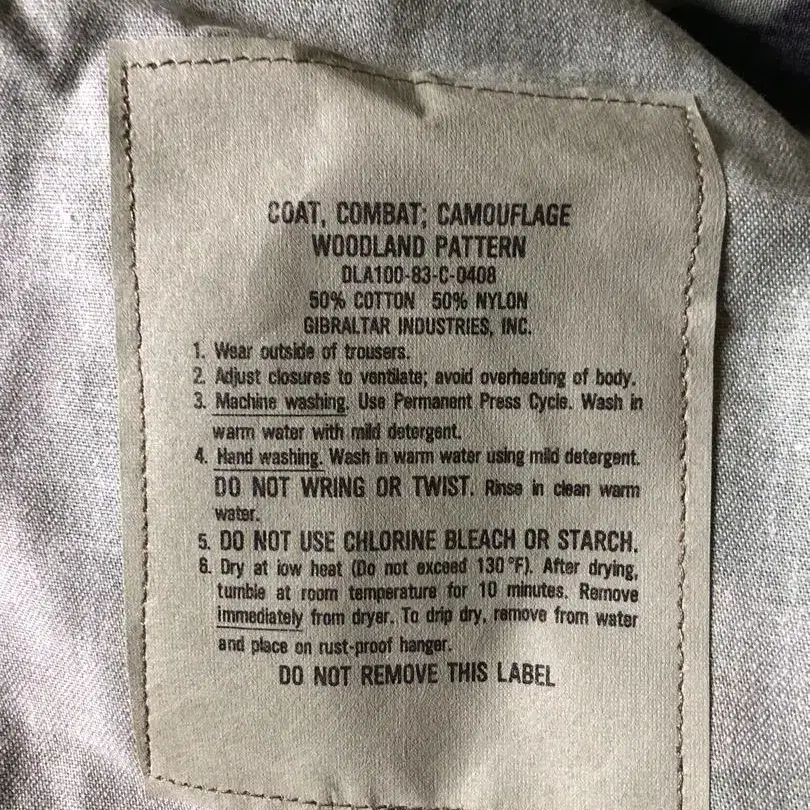 COAT, COMBAT; CAMOUFLAGE
WOODLAND PATTERN
DLA100-83-C-0408
50% COTTON 50% NYLON
GIBRALTAR INDUSTRIES, INC.
1. Wear outside of trousers.
2. Adjust closures to ventilate; avoid overheating of body.
3. Machine washing. Use Permanent Press Cycle. Wash in
warm water with mild detergent.
4. Hand washing. Wash in warm water using mild detergent.
DO NOT WRING OR TWIST. Rinse in clean warm
water.
5. DO NOT USE CHLORINE BLEACH OR STARCH.
6. Dry at low heat (Do not exceed 130°F). After drying,
tumble at room temperature for 10 minutes. Remove
immediately from dryer. To drip dry, remove from water
and place on rust-proof hanger.
DO NOT REMOVE THIS LABEL